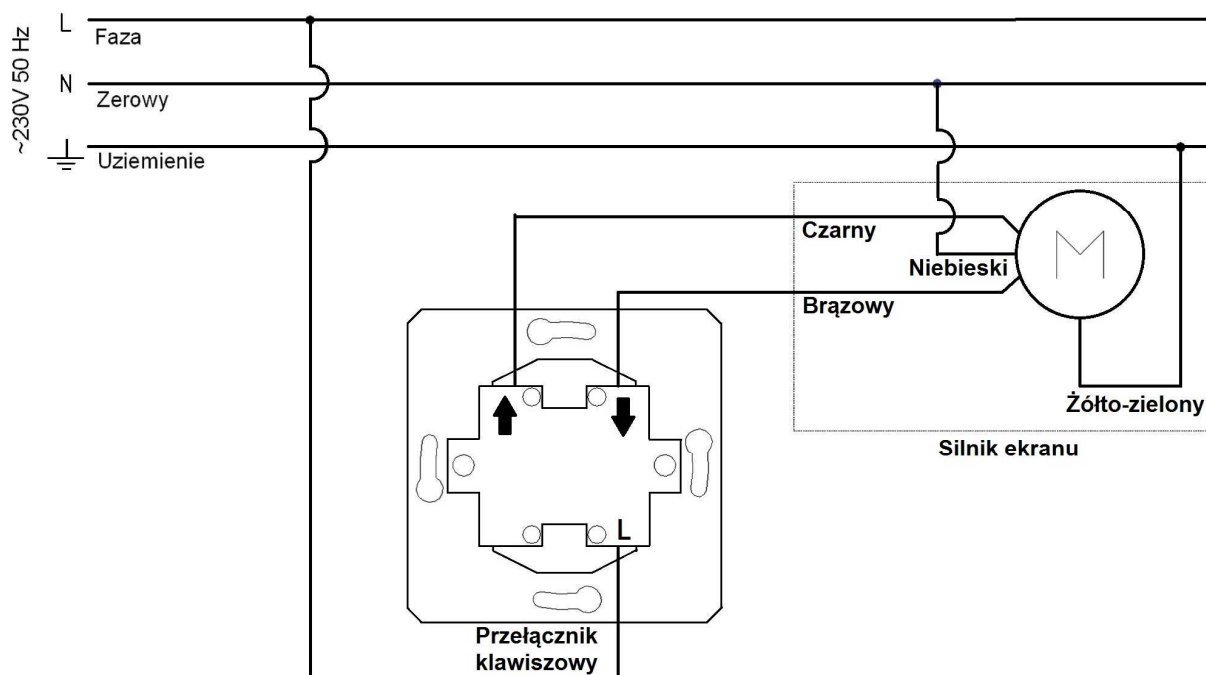 ~230V 50 Hz
L
Faza
N
Zerowy
Uziemienie
Czarny
Niebieski
Brązowy
M
Żółto-zielony
Silnik ekranu
L
Przełącznik
klawiszowy